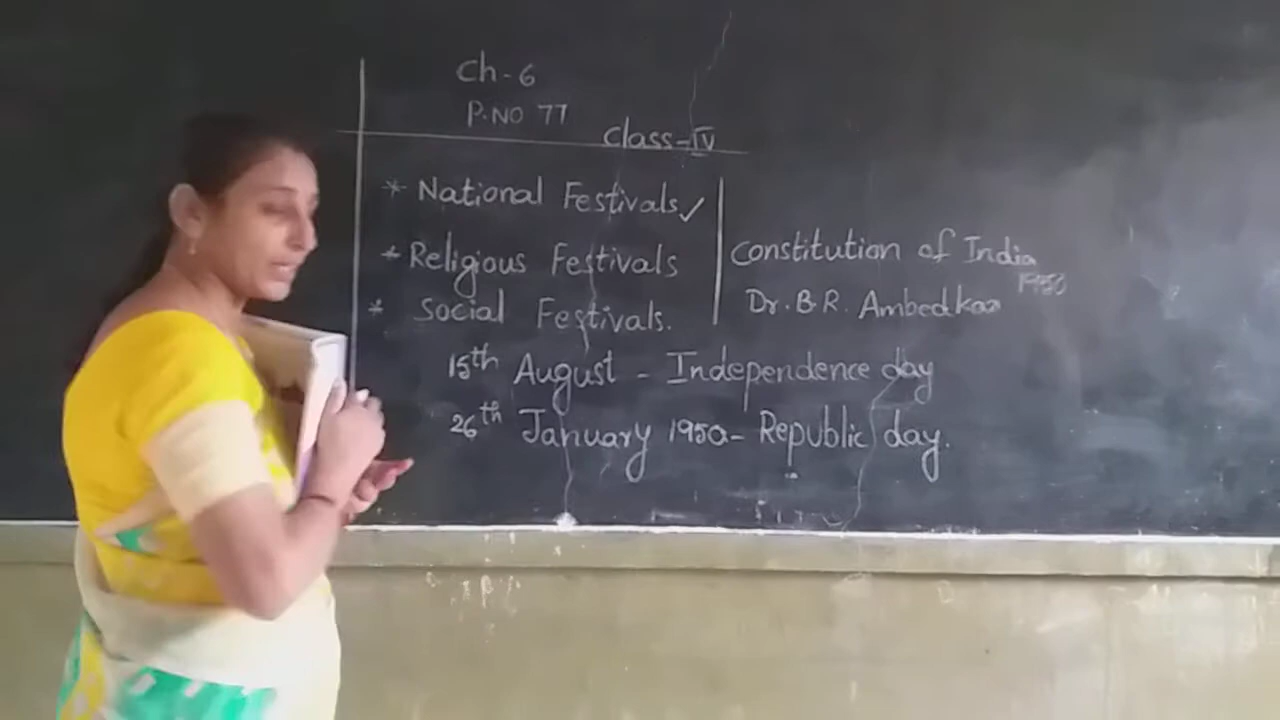 Ch-6
P.NO 77
Class-IV
* National Festivals ✓
* Religious Festivals
* Social Festivals.
Constitution of India
1950
Dr. B.R. Ambedkar
15th August - Independence day
26th January 1950- Republic day.